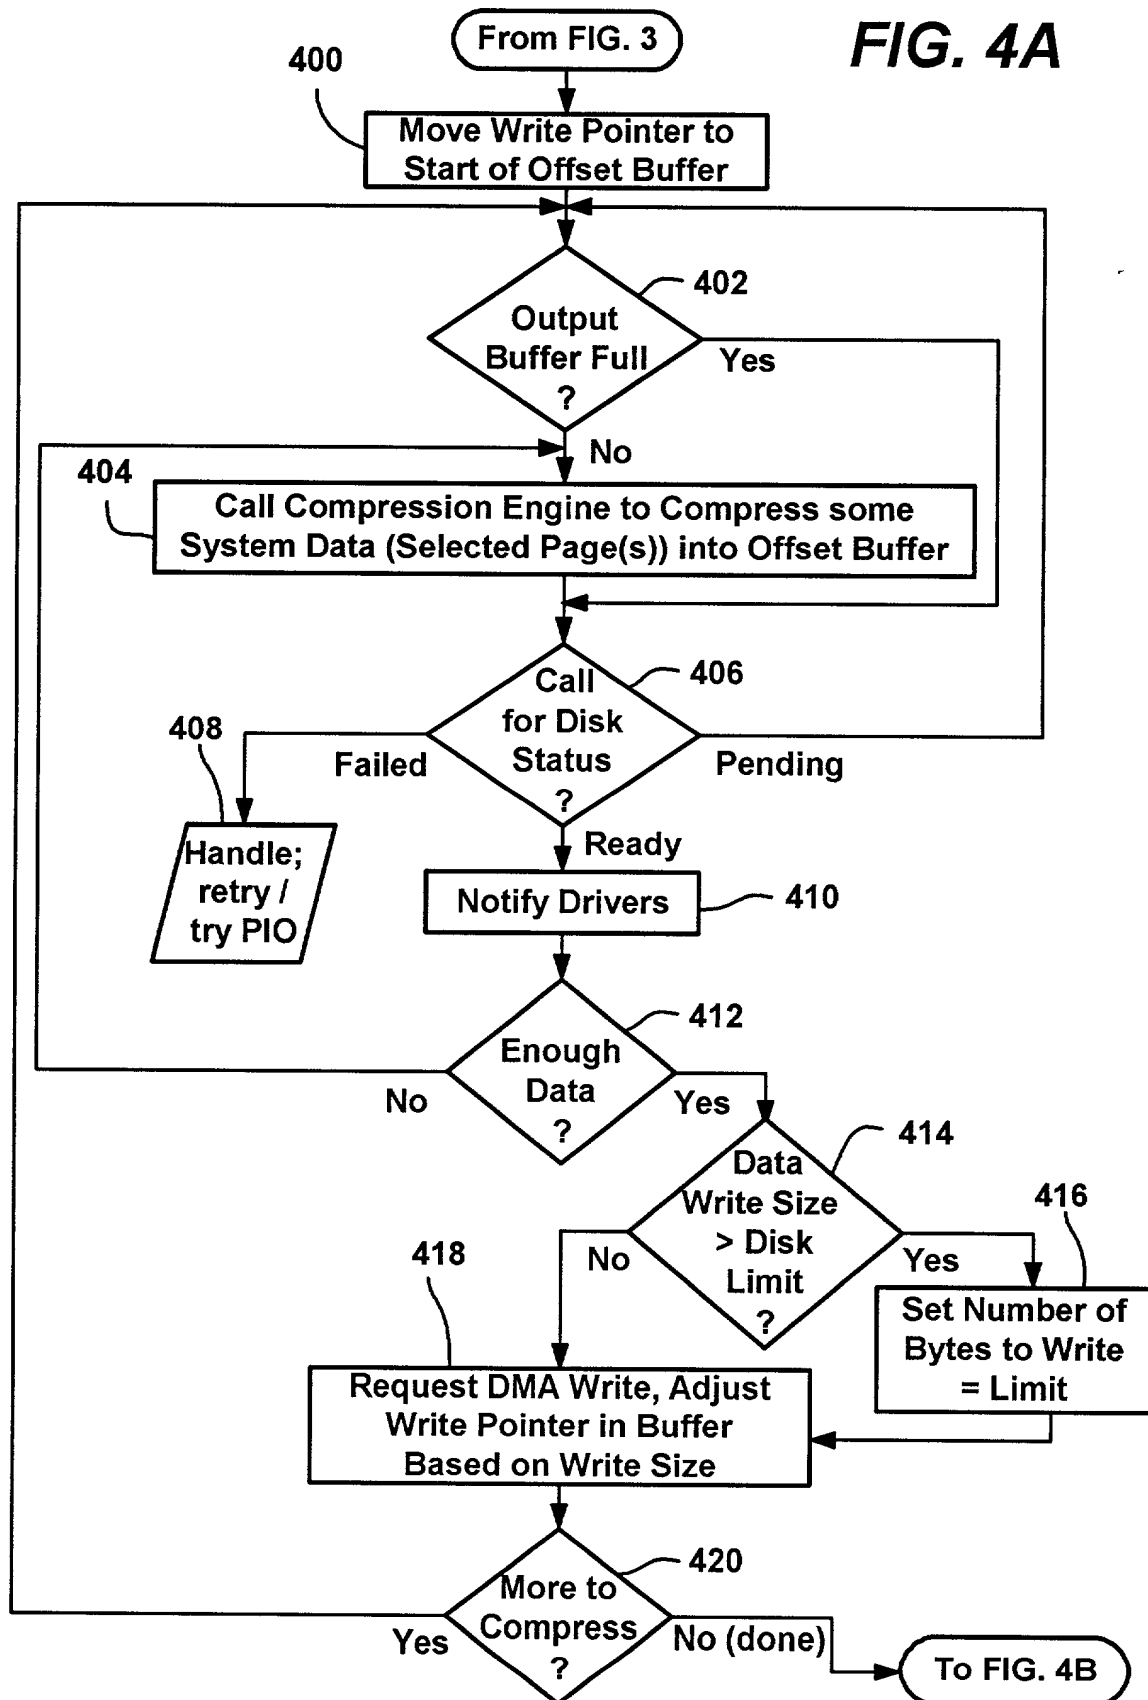 From FIG. 3
FIG. 4A
400
Move Write Pointer to
Start of Offset Buffer
402
Output
Buffer Full
?
Yes
No
404
Call Compression Engine to Compress some
System Data (Selected Page(s)) into Offset Buffer
406
Call
for Disk
Status
?
408
Failed
Pending
Ready
Handle;
retry /
try PIO
Notify Drivers
410
412
Enough
Data
?
No
Yes
414
Data
Write Size
> Disk
Limit
?
416
418
No
Yes
Set Number of
Bytes to Write
= Limit
Request DMA Write, Adjust
Write Pointer in Buffer
Based on Write Size
420
More to
Compress
?
Yes
No (done)
To FIG. 4B